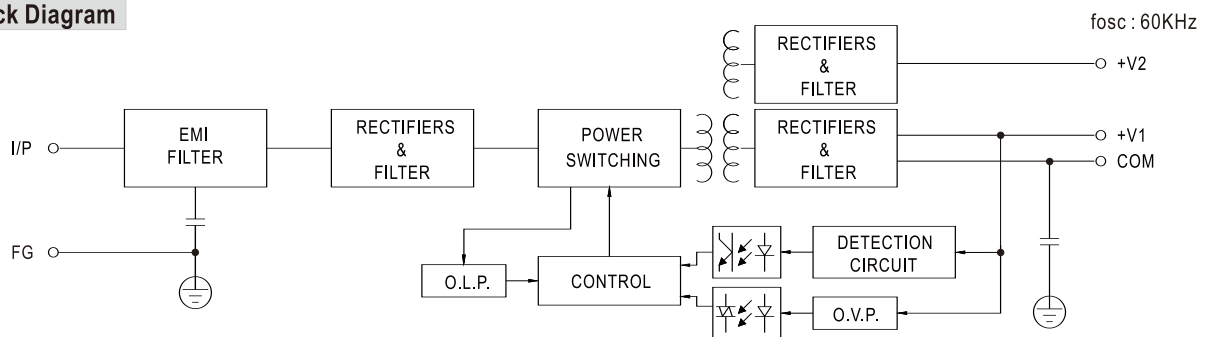 ck Diagram
fosc : 60KHz
RECTIFIERS
&
FILTER
+V2
I/P
EMI
FILTER
RECTIFIERS
&
FILTER
POWER
SWITCHING
RECTIFIERS
&
FILTER
+V1
COM
FG
O.L.P.
CONTROL
DETECTION
CIRCUIT
O.V.P.